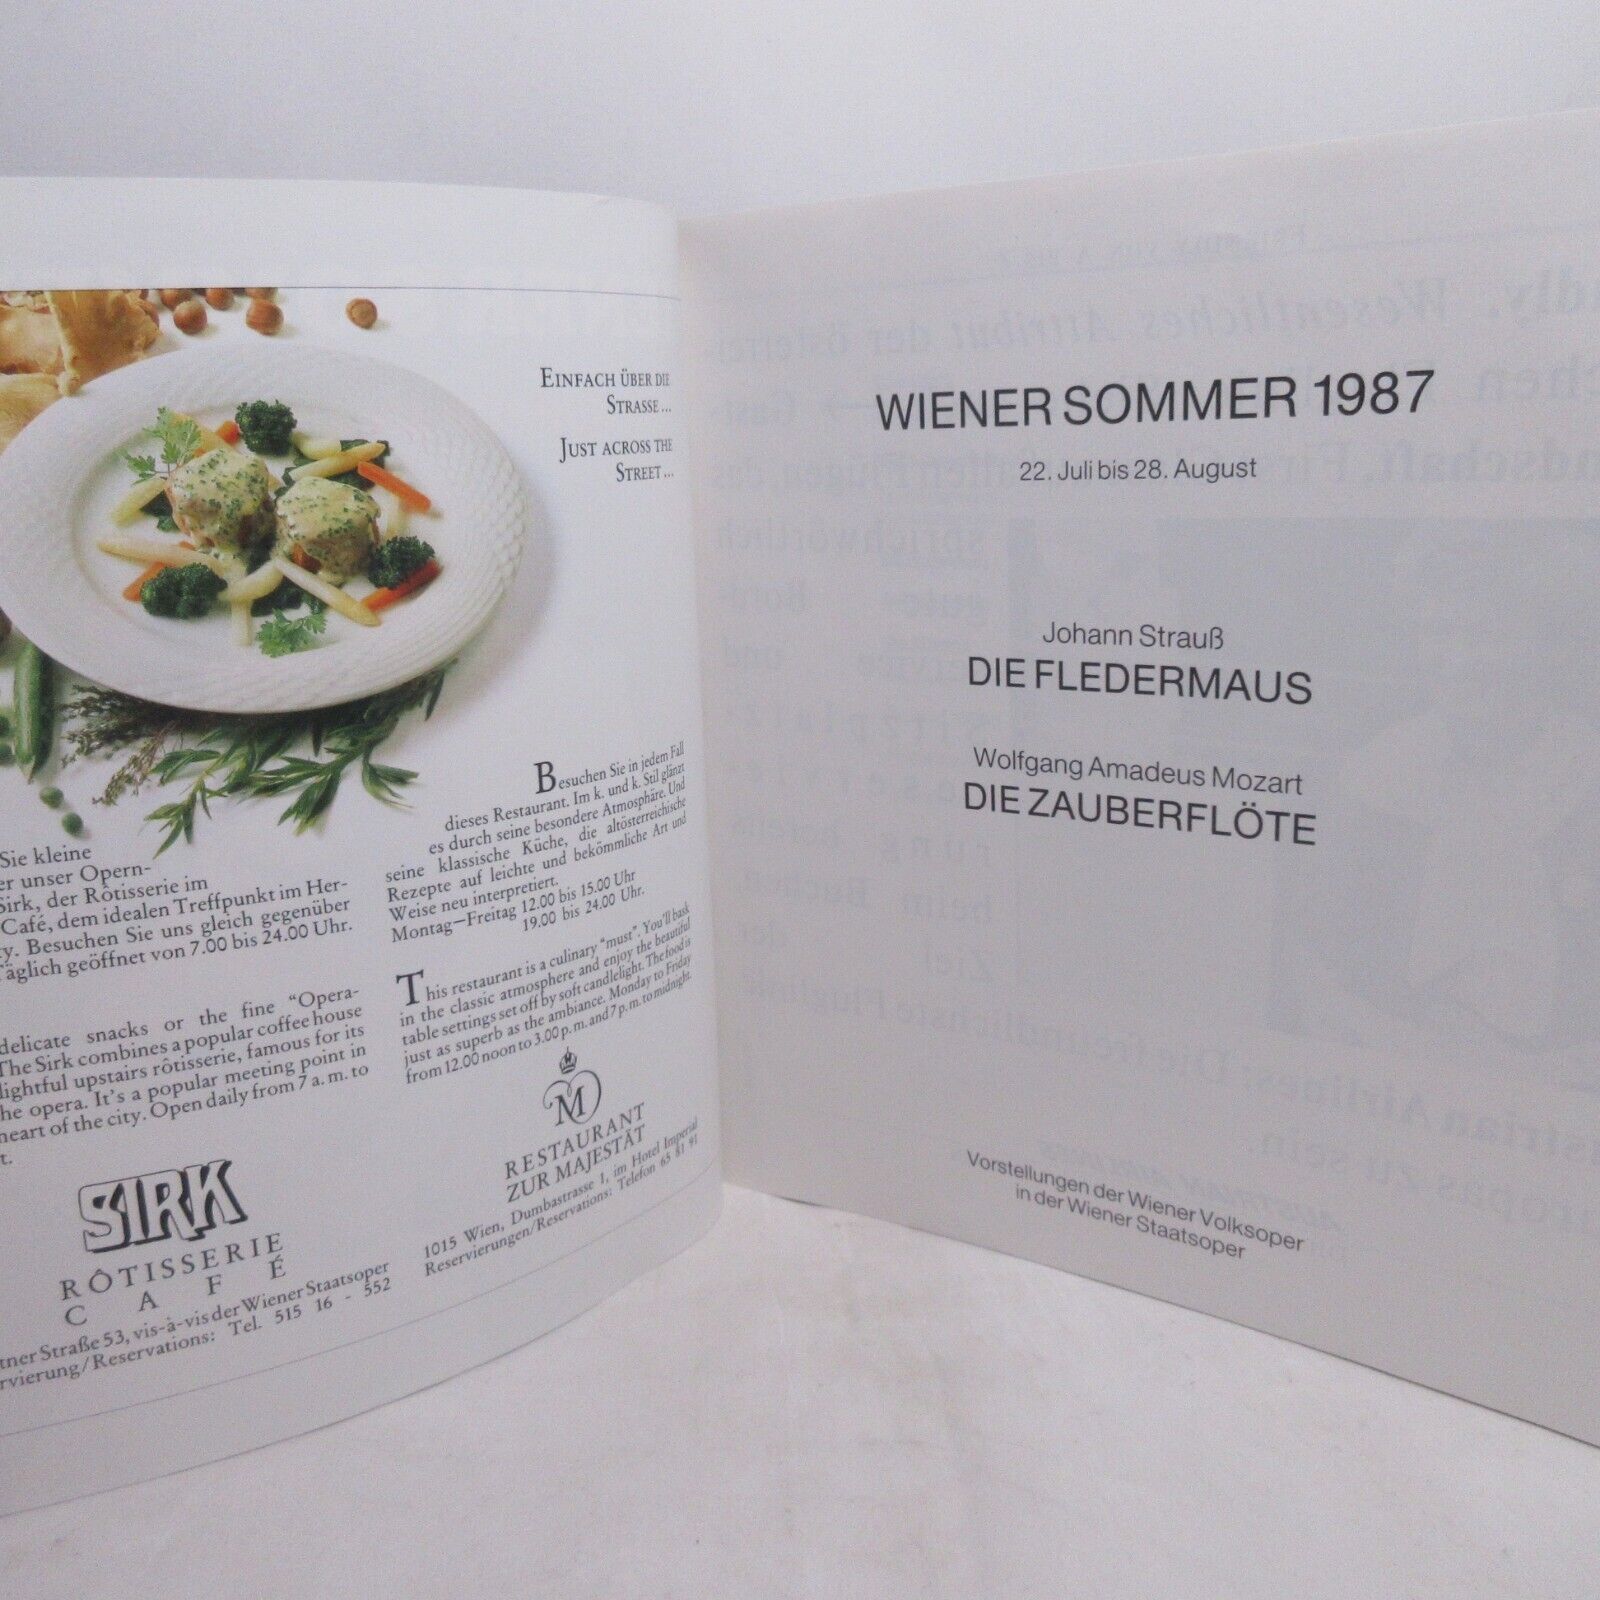 EINFACH ÜBER DIE
STRASSE...
JUST ACROSS THE
STREET...
Sie kleine
er unser Opern-
Sirk, der Rôtisserie im
Café, dem idealen Treffpunkt im Her-
ty. Besuchen Sie uns gleich gegenüber
Täglich geöffnet von 7.00 bis 24.00 Uhr.
delicate snacks or the fine "Opera-
The Sirk combines a popular coffee house
lightful upstairs rôtisserie, famous for its
he opera. It's a popular meeting point in
heart of the city. Open daily from 7 a. m. to
t.
SIRK
RÔTISSERIE
CAFÉ
tner Straße 53, vis-à-vis der Wiener Staatsoper
rvierung/Reservations: Tel. 515 16 - 552
Besuchen Sie in jedem Fall
dieses Restaurant. Im k. und k. Stil glänzt
es durch seine besondere Atmosphäre. Und
seine klassische Küche, die altösterreichische
Rezepte auf leichte und bekömmliche Art und
Weise neu interpretiert.
Montag—Freitag 12.00 bis 15.00 Uhr
19.00 bis 24.00 Uhr.
This restaurant is a culinary "must". You'll bask
in the classic atmosphere and enjoy the beautiful
table settings set off by soft candlelight. The food is
just as superb as the ambiance. Monday to Friday
from 12.00 noon to 3.00 p. m. and 7 p. m. to midnight.
M
RESTAURANT
ZUR MAJESTÄT
1015 Wien, Dumbastrasse 1, im Hotel Imperial
Reservierungen/Reservations: Telefon 65 81 91
WIENER SOMMER 1987
22. Juli bis 28. August
Johann Strauß
DIE FLEDERMAUS
Wolfgang Amadeus Mozart
DIE ZAUBERFLÖTE
Vorstellungen der Wiener Volksoper
in der Wiener Staatsoper